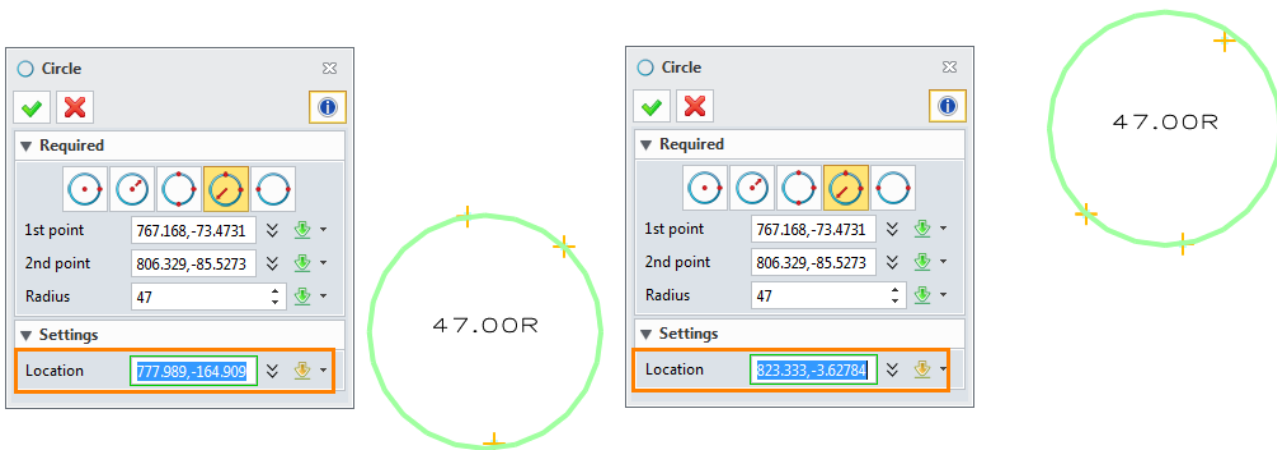 Circle
Required
1st point 767.168,-73.4731
2nd point 806.329,-85.5273
Radius 47
Settings
Location 777.989,-164.909
47.00R
Circle
Required
1st point 767.168,-73.4731
2nd point 806.329,-85.5273
Radius 47
Settings
Location 823.333,-3.62784
47.00R